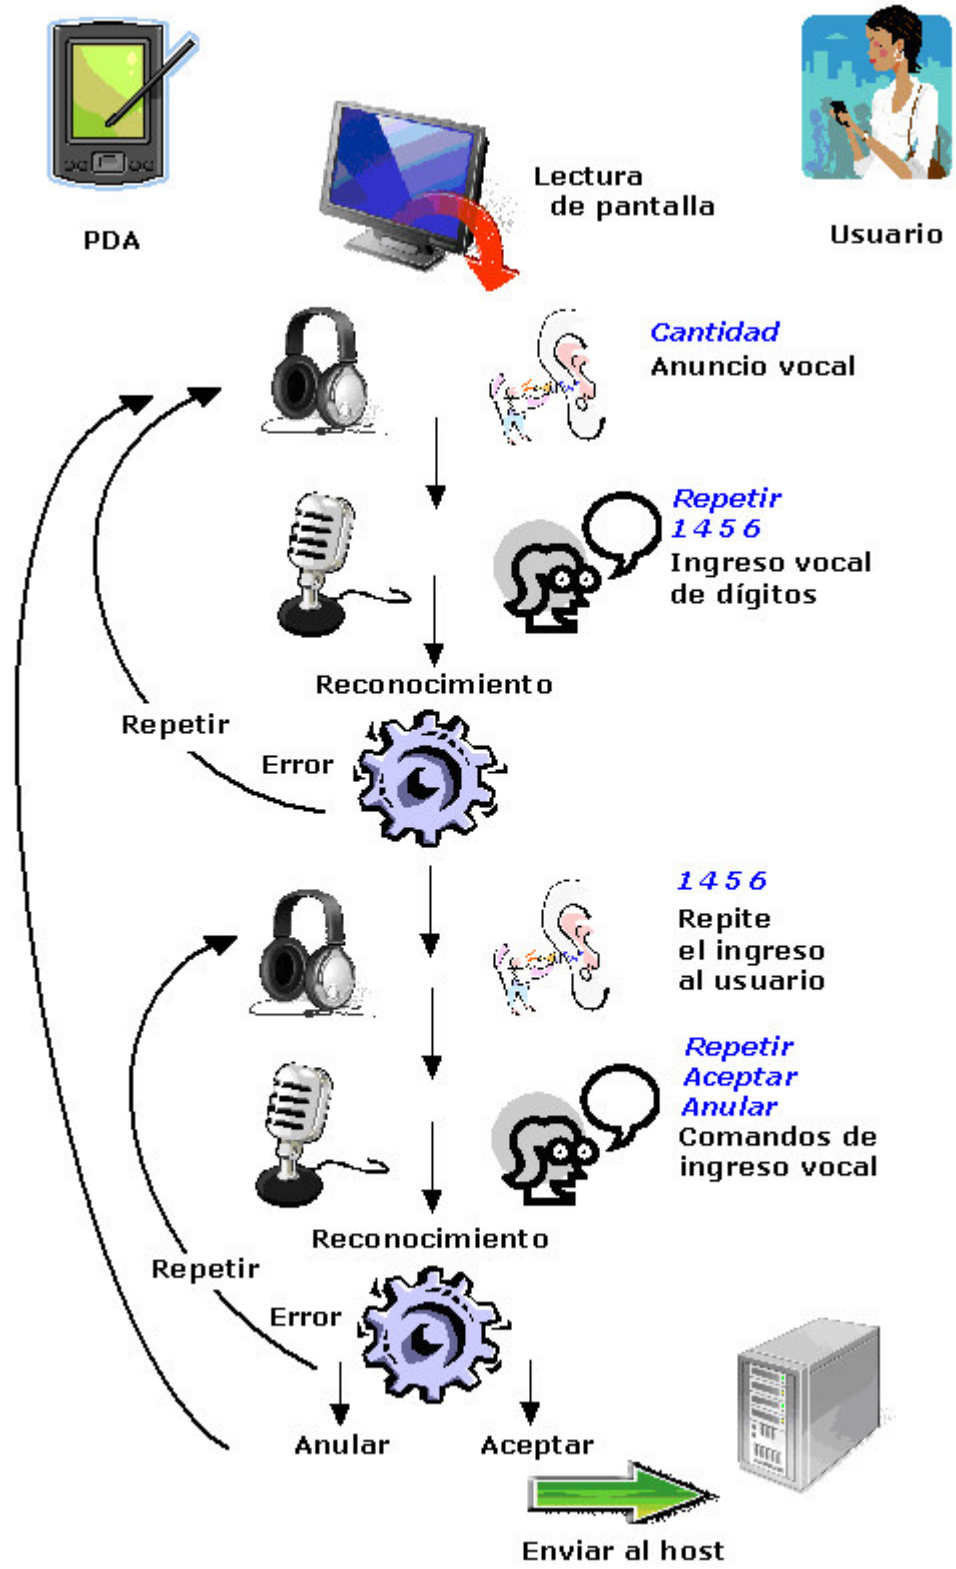 Lectura
de pantalla
PDA
Usuario
Cantidad
Anuncio vocal
Repetir
1 4 5 6
Ingreso vocal
de dígitos
Reconocimiento
Repetir
Error
1 4 5 6
Repite
el ingreso
al usuario
Repetir
Aceptar
Anular
Comandos de
ingreso vocal
Reconocimiento
Repetir
Error
Anular
Aceptar
Enviar al host